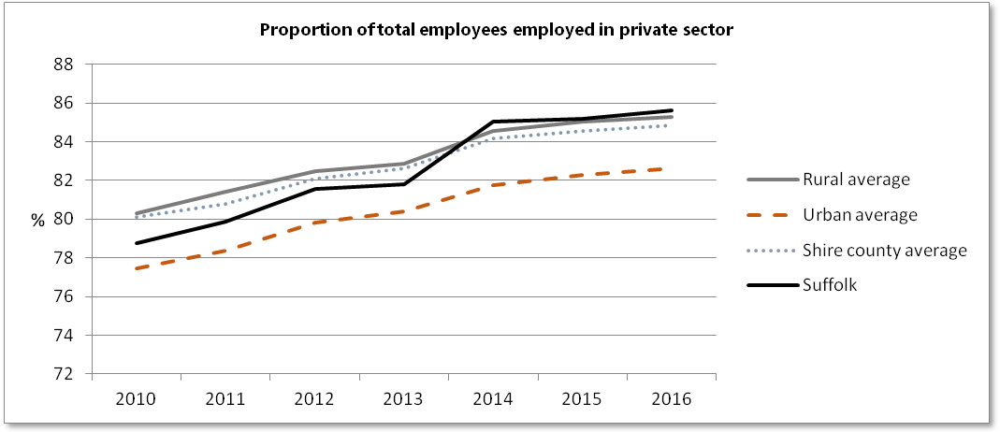 Proportion of total employees employed in private sector
88
86
84
82
80
78
76
74
72
%
2010 2011 2012 2013 2014 2015 2016
Rural average
Urban average
Shire county average
Suffolk